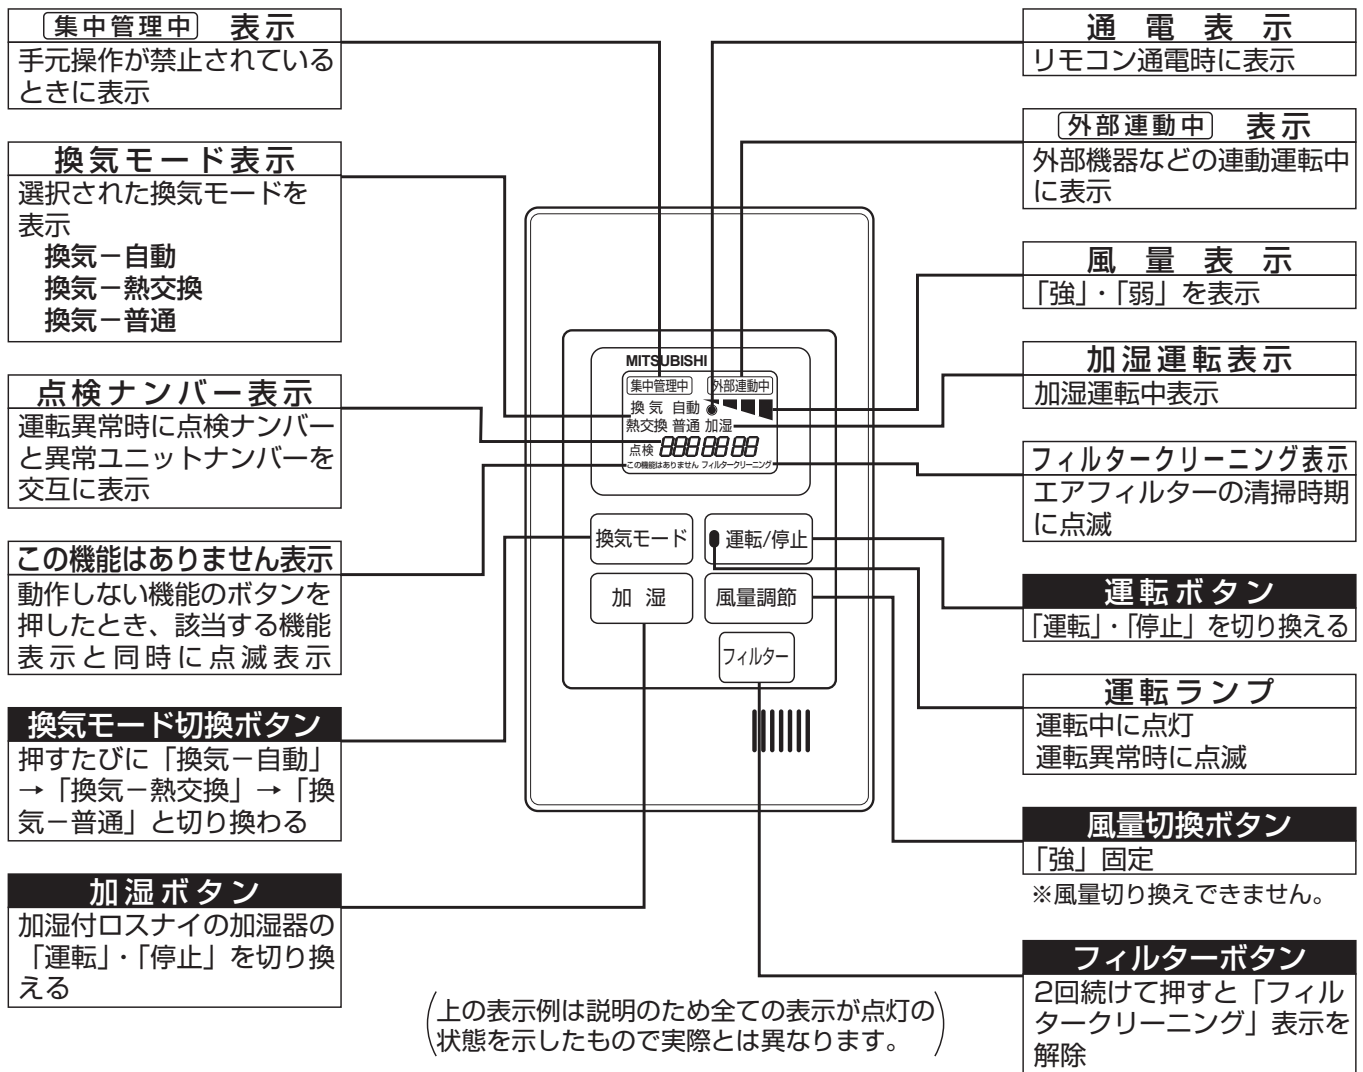 集中管理中 表示
手元操作が禁止されている
ときに表示
換気モード表示
選択された換気モードを
表示
換気－自動
換気－熱交換
換気－普通
点検ナンバー表示
運転異常時に点検ナンバー
と異常ユニットナンバーを
交互に表示
この機能はありません表示
動作しない機能のボタンを
押したとき、該当する機能
表示と同時に点滅表示
換気モード切換ボタン
押すたびに「換気－自動」
→「換気－熱交換」→「換
気－普通」と切り換わる
加湿ボタン
加湿付ロスナイの加湿器の
「運転」・「停止」を切り換
える
MITSUBISHI
集中管理中 外部連動中
換気 自動
熱交換 普通 加湿
点検 888 88 88
この機能はありません フィルタークリーニング
換気モード 運転/停止
加湿 風量調節
フィルター
(上の表示例は説明のため全ての表示が点灯の
状態を示したもので実際とは異なります。)
通電表示
リモコン通電時に表示
外部連動中 表示
外部機器などの連動運転中
に表示
風量表示
「強」・「弱」を表示
加湿運転表示
加湿運転中表示
フィルタークリーニング表示
エアフィルターの清掃時期
に点滅
運転ボタン
「運転」・「停止」を切り換える
運転ランプ
運転中に点灯
運転異常時に点滅
風量切換ボタン
「強」固定
※風量切り換えできません。
フィルターボタン
2回続けて押すと「フィル
タークリーニング」表示を
解除